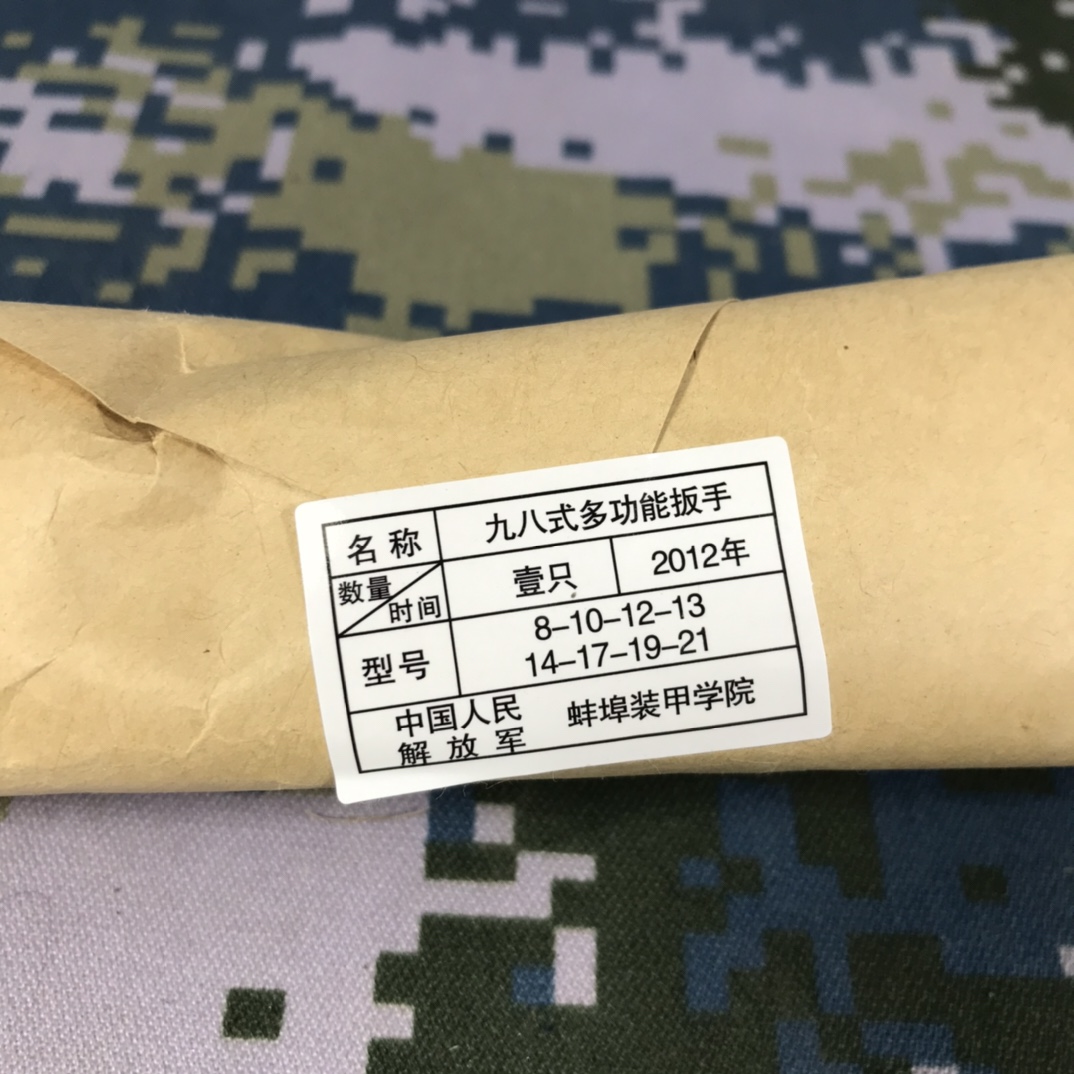 名称 九八式多功能扳手
数量 时间 壹只 2012年
型号 8-10-12-13
14-17-19-21
中国人民解放军 蚌埠装甲学院